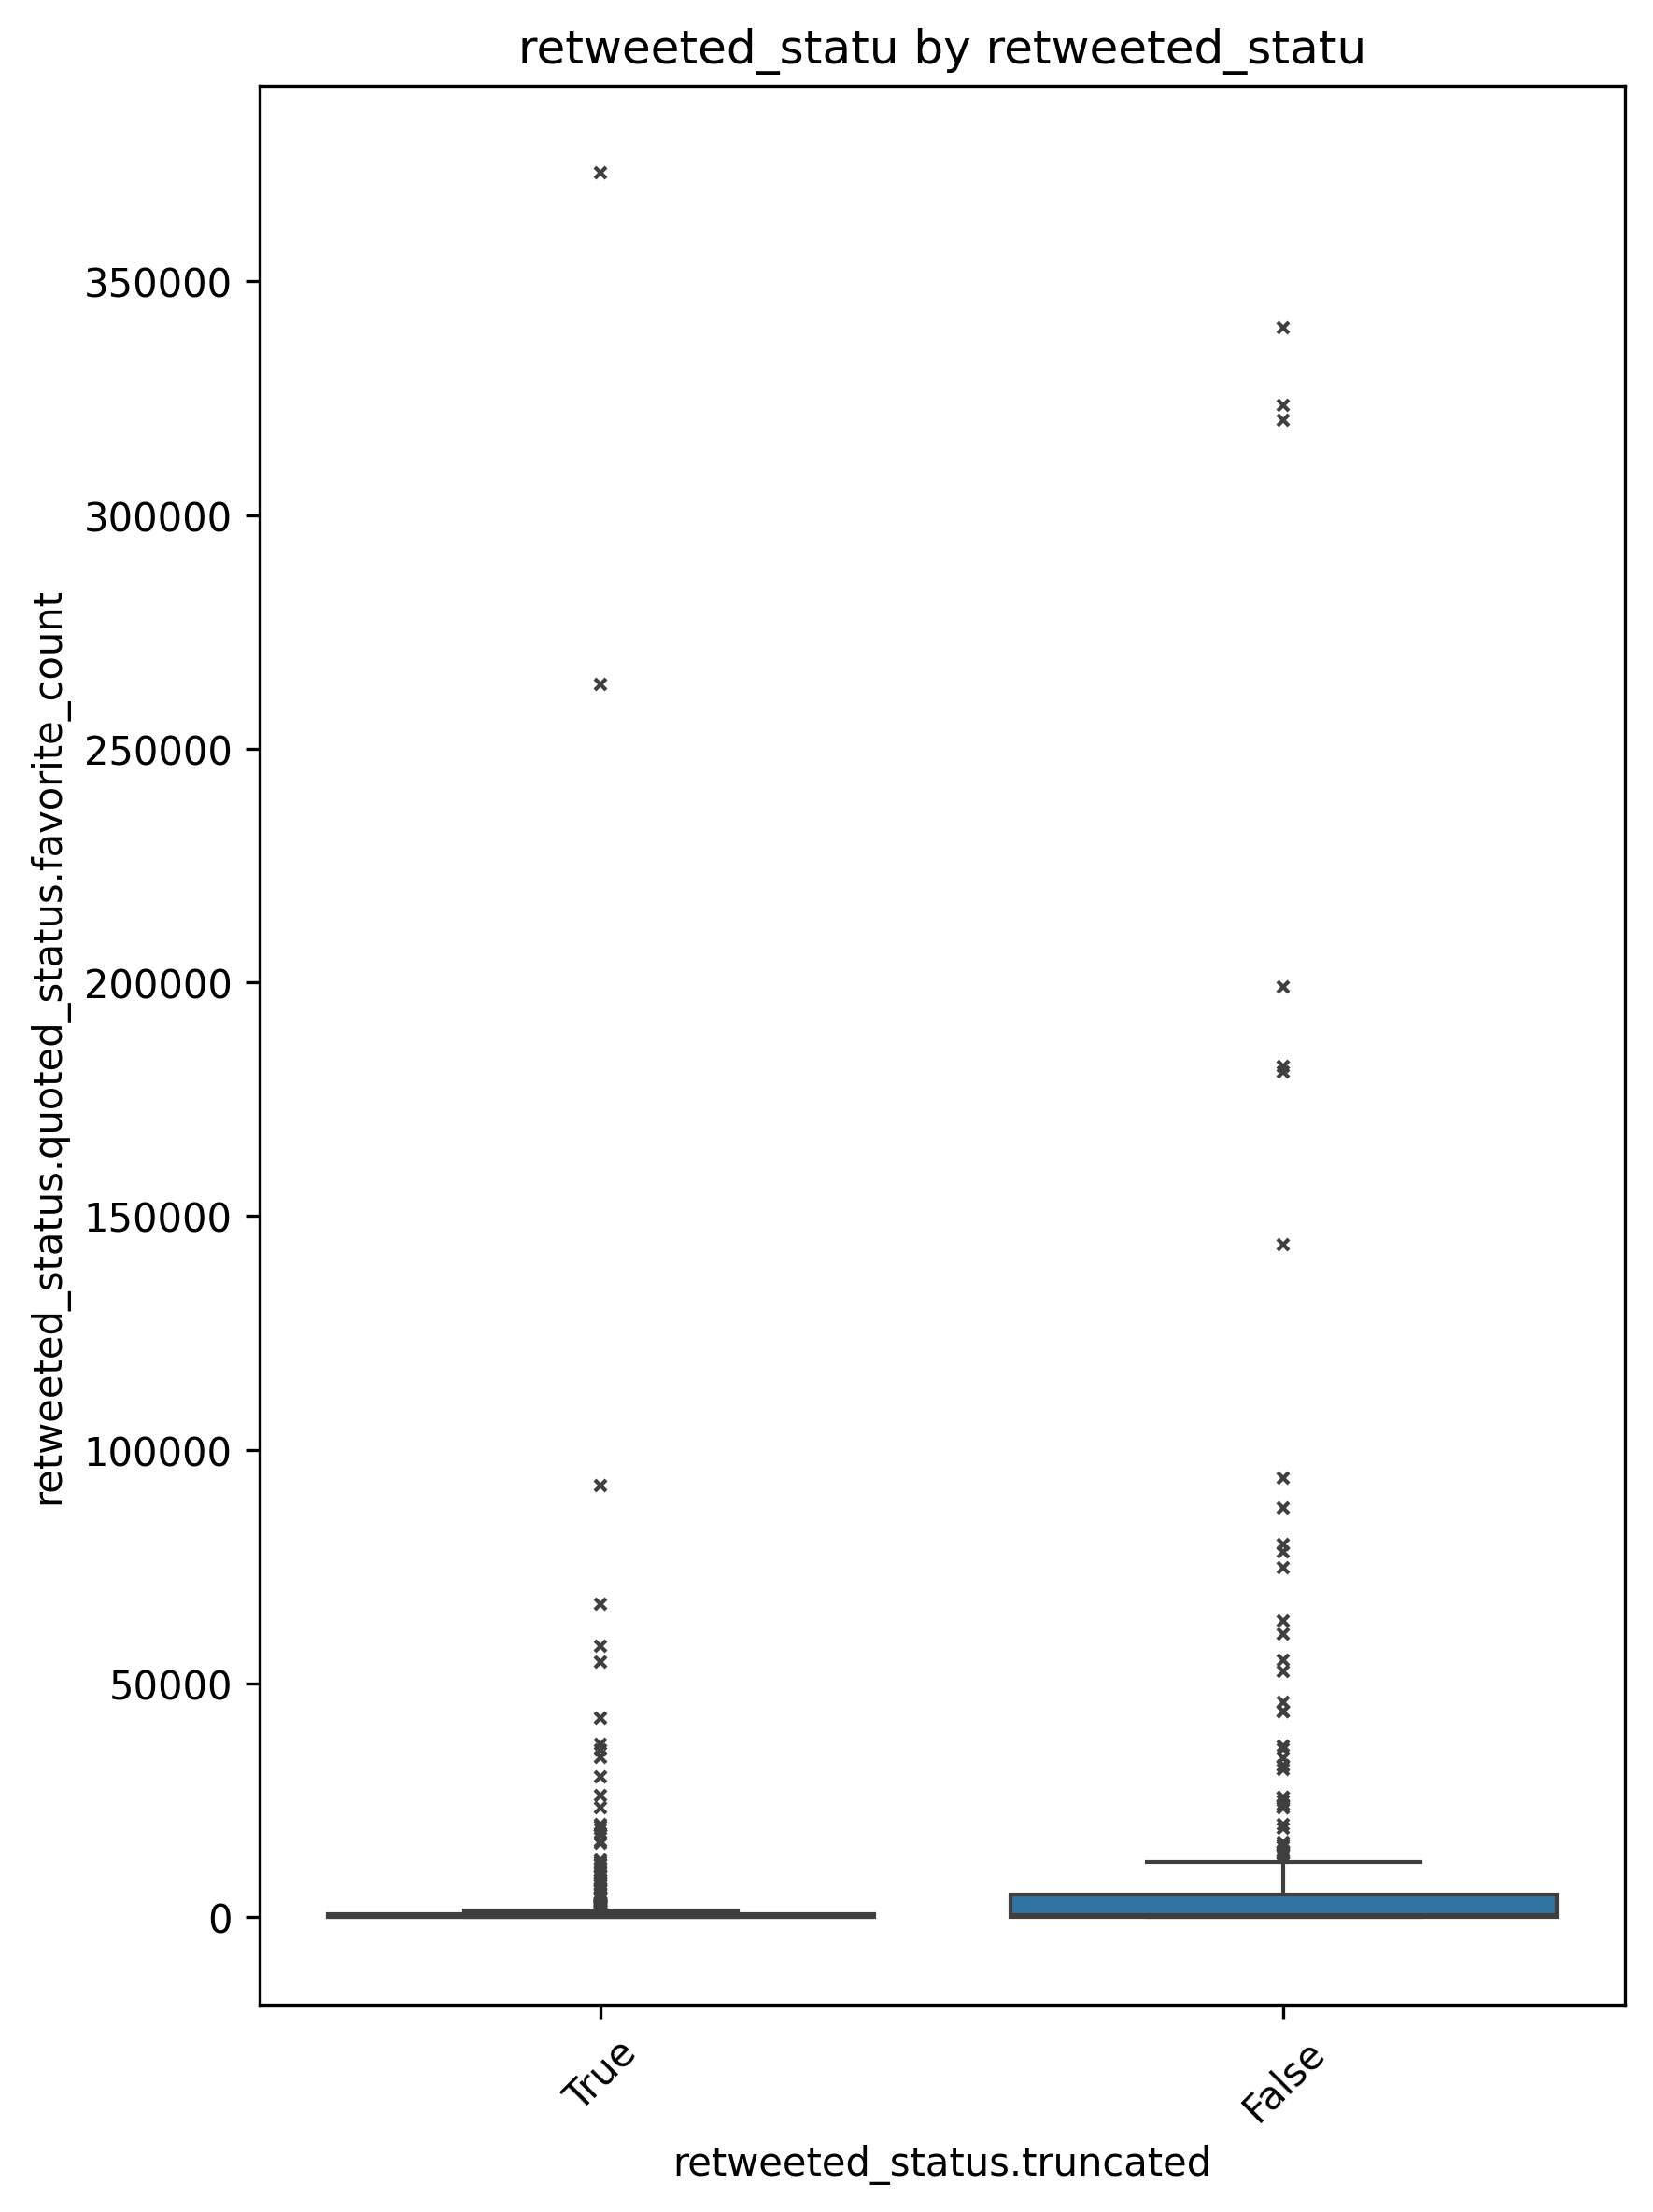 retweeted_statu by retweeted_statu
retweeted_status.quoted_status.favorite_count
350000
300000
250000
200000
150000
100000
50000
0
True
False
retweeted_status.truncated